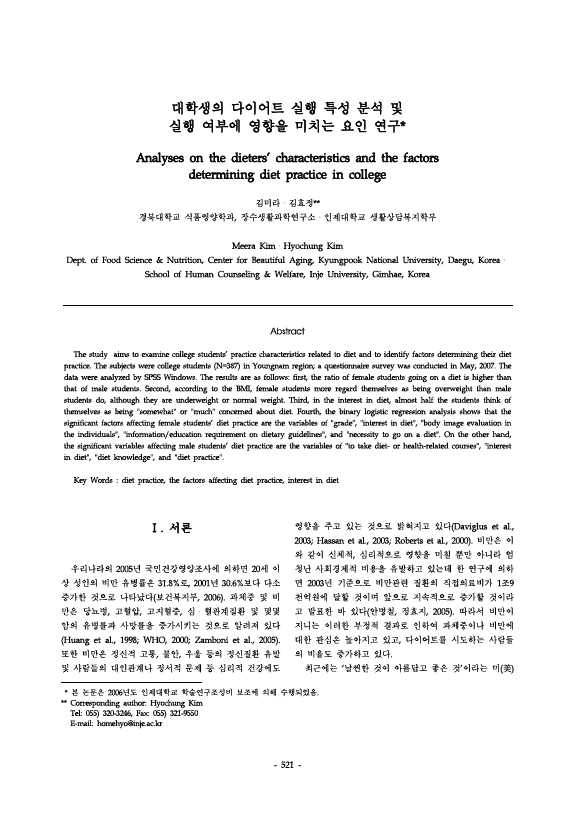 대학생의 다이어트 실행 특성 분석 및
실행 여부에 영향을 미치는 요인 연구*
Analyses on the dieters' characteristics and the factors
determining diet practice in college
김미라 · 김효정**
경북대학교 식품영양학과, 장수생활과학연구소 · 인제대학교 생활상담복지학부
Meera Kim · Hyochung Kim
Dept. of Food Science & Nutrition, Center for Beautiful Aging, Kyungpook National University, Daegu, Korea ·
School of Human Counseling & Welfare, Inje University, Gimhae, Korea
Abstract
The study aims to examine college students' practice characteristics related to diet and to identify factors determining their diet
practice. The subjects were college students (N=387) in Youngnam region; a questionnaire survey was conducted in May, 2007. The
data were analyzed by SPSS Windows. The results are as follows: first, the ratio of female students going on a diet is higher than
that of male students. Second, according to the BMI, female students more regard themselves as being overweight than male
students do, although they are underweight or normal weight. Third, in the interest in diet, almost half the students think of
themselves as being "somewhat" or "much" concerned about diet. Fourth, the binary logistic regression analysis shows that the
significant factors affecting female students' diet practice are the variables of "grade", "interest in diet", "body image evaluation in
the individuals", "information/education requirement on dietary guidelines", and "necessity to go on a diet". On the other hand,
the significant variables affecting male students' diet practice are the variables of "to take diet- or health-related courses", "interest
in diet", "diet knowledge", and "diet practice".
Key Words : diet practice, the factors affecting diet practice, interest in diet
Ⅰ. 서론
우리나라의 2005년 국민건강영양조사에 의하면 20세 이
상 성인의 비만 유병률은 31.8%로, 2001년 30.6%보다 다소
증가한 것으로 나타났다(보건복지부, 2006). 과체중 및 비
만은 당뇨병, 고혈압, 고지혈증, 심 · 혈관계질환 및 몇몇
암의 유병률과 사망률을 증가시키는 것으로 알려져 있다
(Huang et al., 1998; WHO, 2000; Zamboni et al., 2005).
또한 비만은 정신적 고통, 불안, 우울 등의 정신질환 유발
및 사람들의 대인관계나 정서적 문제 등 심리적 건강에도
영향을 주고 있는 것으로 밝혀지고 있다(Daviglus et al.,
2003; Hassan et al., 2003; Roberts et al., 2000). 비만은 이
와 같이 신체적, 심리적으로 영향을 미칠 뿐만 아니라 엄
청난 사회경제적 비용을 유발하고 있는데 한 연구에 의하
면 2003년 기준으로 비만관련 질환의 직접의료비가 1조9
천억원에 달할 것이며 앞으로 지속적으로 증가할 것이라
고 발표한 바 있다(안병철, 정효지, 2005). 따라서 비만이
지니는 이러한 부정적 결과로 인하여 과체중이나 비만에
대한 관심은 높아지고 있고, 다이어트를 시도하는 사람들
의 비율도 증가하고 있다.
최근에는 '날씬한 것이 아름답고 좋은 것'이라는 미(美)
* 본 논문은 2006년도 인제대학교 학술연구조성비 보조에 의해 수행되었음.
** Corresponding author: Hyochung Kim
Tel: 055) 320-3246, Fax: 055) 321-9550
E-mail: homehyo@inje.ac.kr
- 521 -